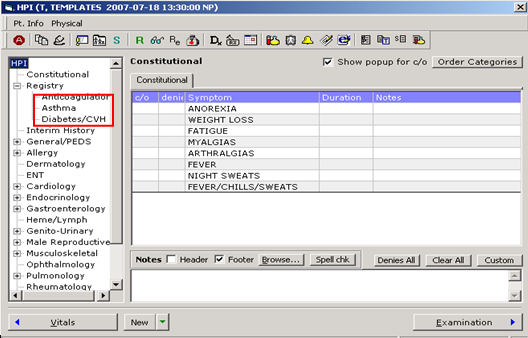 HPI (T, TEMPLATES 2007-07-18 13:30:00 NP)
Pt. Info Physical
A S R Re Dx
HPI
Constitutional
Registry
Anticoagulation
Asthma
Diabetes/CVH
Interim History
General/PEDS
Allergy
Dermatology
ENT
Cardiology
Endocrinology
Gastroenterology
Heme/Lymph
Genito-Urinary
Male Reproductive
Musculoskeletal
Ophthalmology
Pulmonology
Rheumatology
Constitutional Show popup for c/o Order Categories
Constitutional
c/o denie Symptom Duration Notes
ANOREXIA
WEIGHT LOSS
FATIGUE
MYALGIAS
ARTHRALGIAS
FEVER
NIGHT SWEATS
FEVER/CHILLS/SWEATS
Notes Header Footer Browse... Spell chk Denies All Clear All Custom
Vitals New Examination